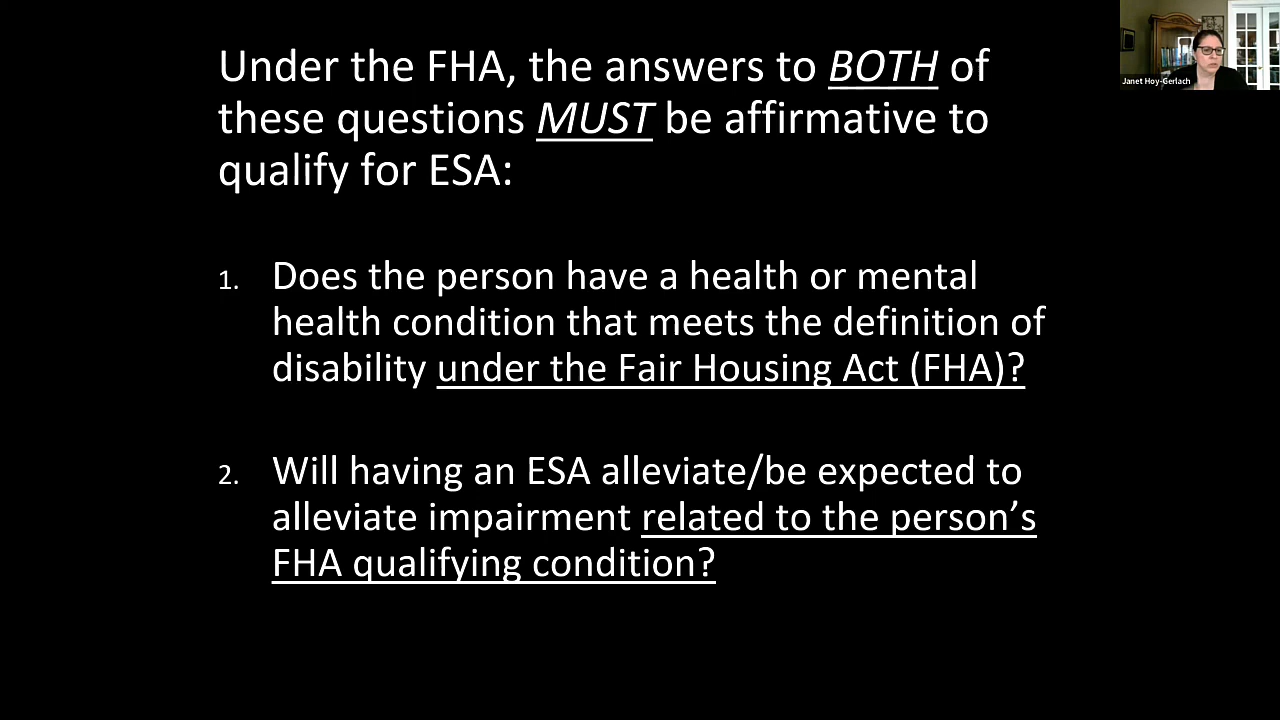 Under the FHA, the answers to BOTH of
these questions MUST be affirmative to
qualify for ESA:
1. Does the person have a health or mental
health condition that meets the definition of
disability under the Fair Housing Act (FHA)?
2. Will having an ESA alleviate/be expected to
alleviate impairment related to the person’s
FHA qualifying condition?
Janet Hoy-Gerlach